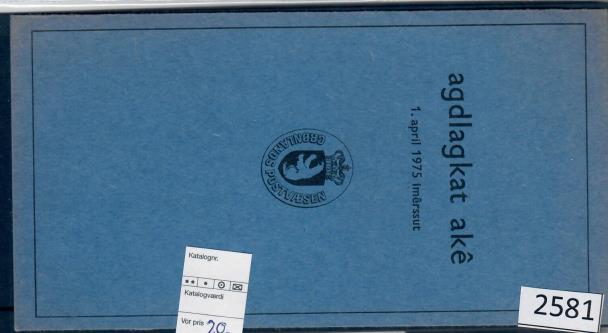 agdlagkat akê
1. april 1975 imêrssut
GRØNLANDS POSTVÆSEN
Katalognr.
Katalogværdi
Vor pris 20.-
2581